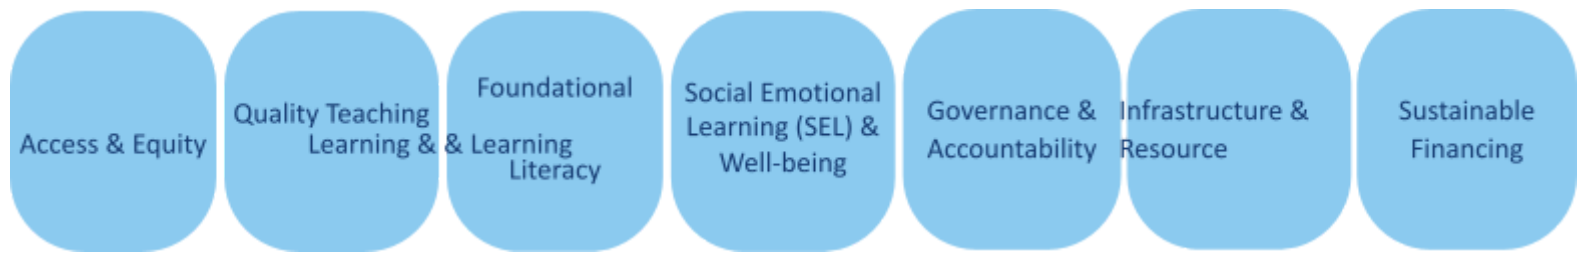 Access & Equity
Quality Teaching
Learning & & Learning
Foundational
Literacy
Social Emotional
Learning (SEL) &
Well-being
Governance &
Accountability
Infrastructure &
Resource
Sustainable
Financing